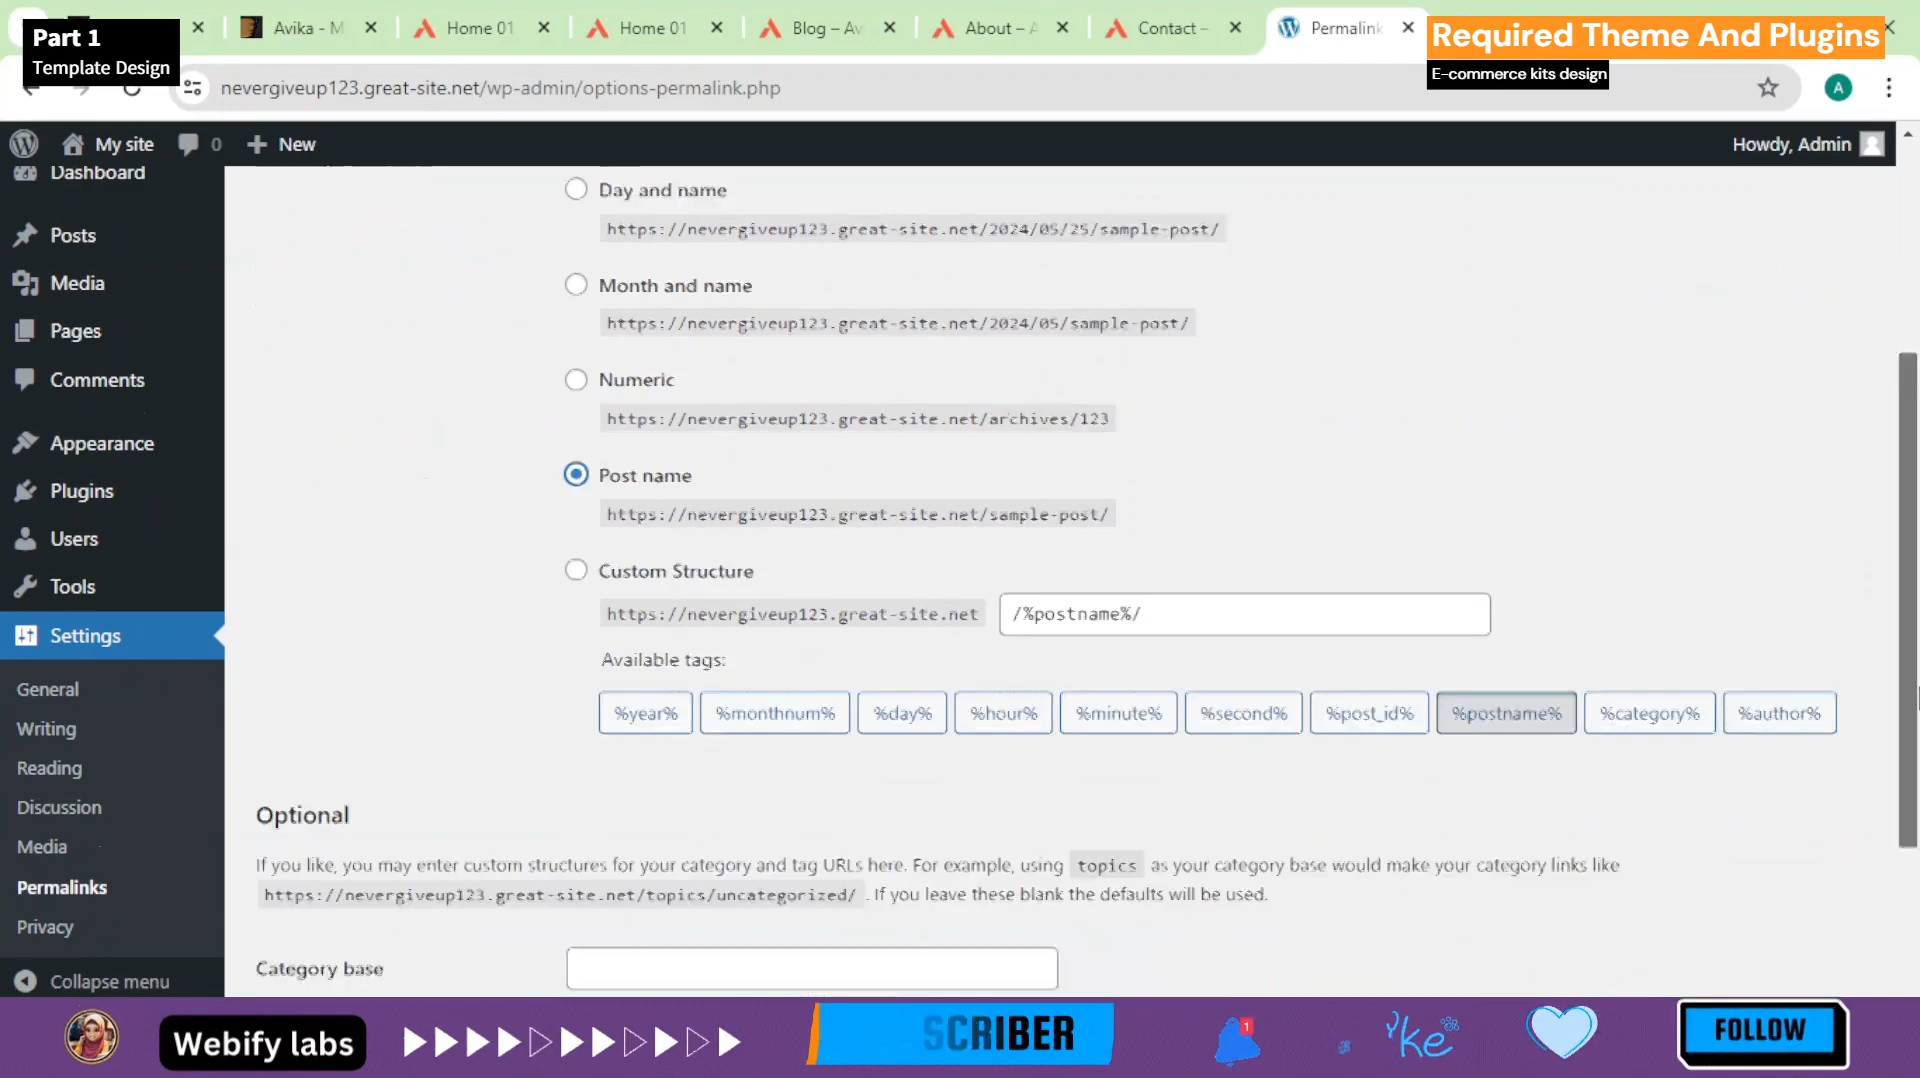 Part 1
Template Design
Avika - M
Home 01
Home 01
Blog – Av
About – A
Contact –
Permalink
Required Theme And Plugins
E-commerce kits design
nevergiveup123.great-site.net/wp-admin/options-permalink.php
A
My site
0
New
Howdy, Admin
Dashboard
Posts
Media
Pages
Comments
Appearance
Plugins
Users
Tools
Settings
General
Writing
Reading
Discussion
Media
Permalinks
Privacy
Collapse menu
Day and name
https://nevergiveup123.great-site.net/2024/05/25/sample-post/
Month and name
https://nevergiveup123.great-site.net/2024/05/sample-post/
Numeric
https://nevergiveup123.great-site.net/archives/123
Post name
https://nevergiveup123.great-site.net/sample-post/
Custom Structure
https://nevergiveup123.great-site.net /%postname%/
Available tags:
%year% %monthnum% %day% %hour% %minute% %second% %post_id% %postname% %category% %author%
Optional
If you like, you may enter custom structures for your category and tag URLs here. For example, using topics as your category base would make your category links like
https://nevergiveup123.great-site.net/topics/uncategorized/ . If you leave these blank the defaults will be used.
Category base
Webify labs
SCRIBER
1
ke
FOLLOW